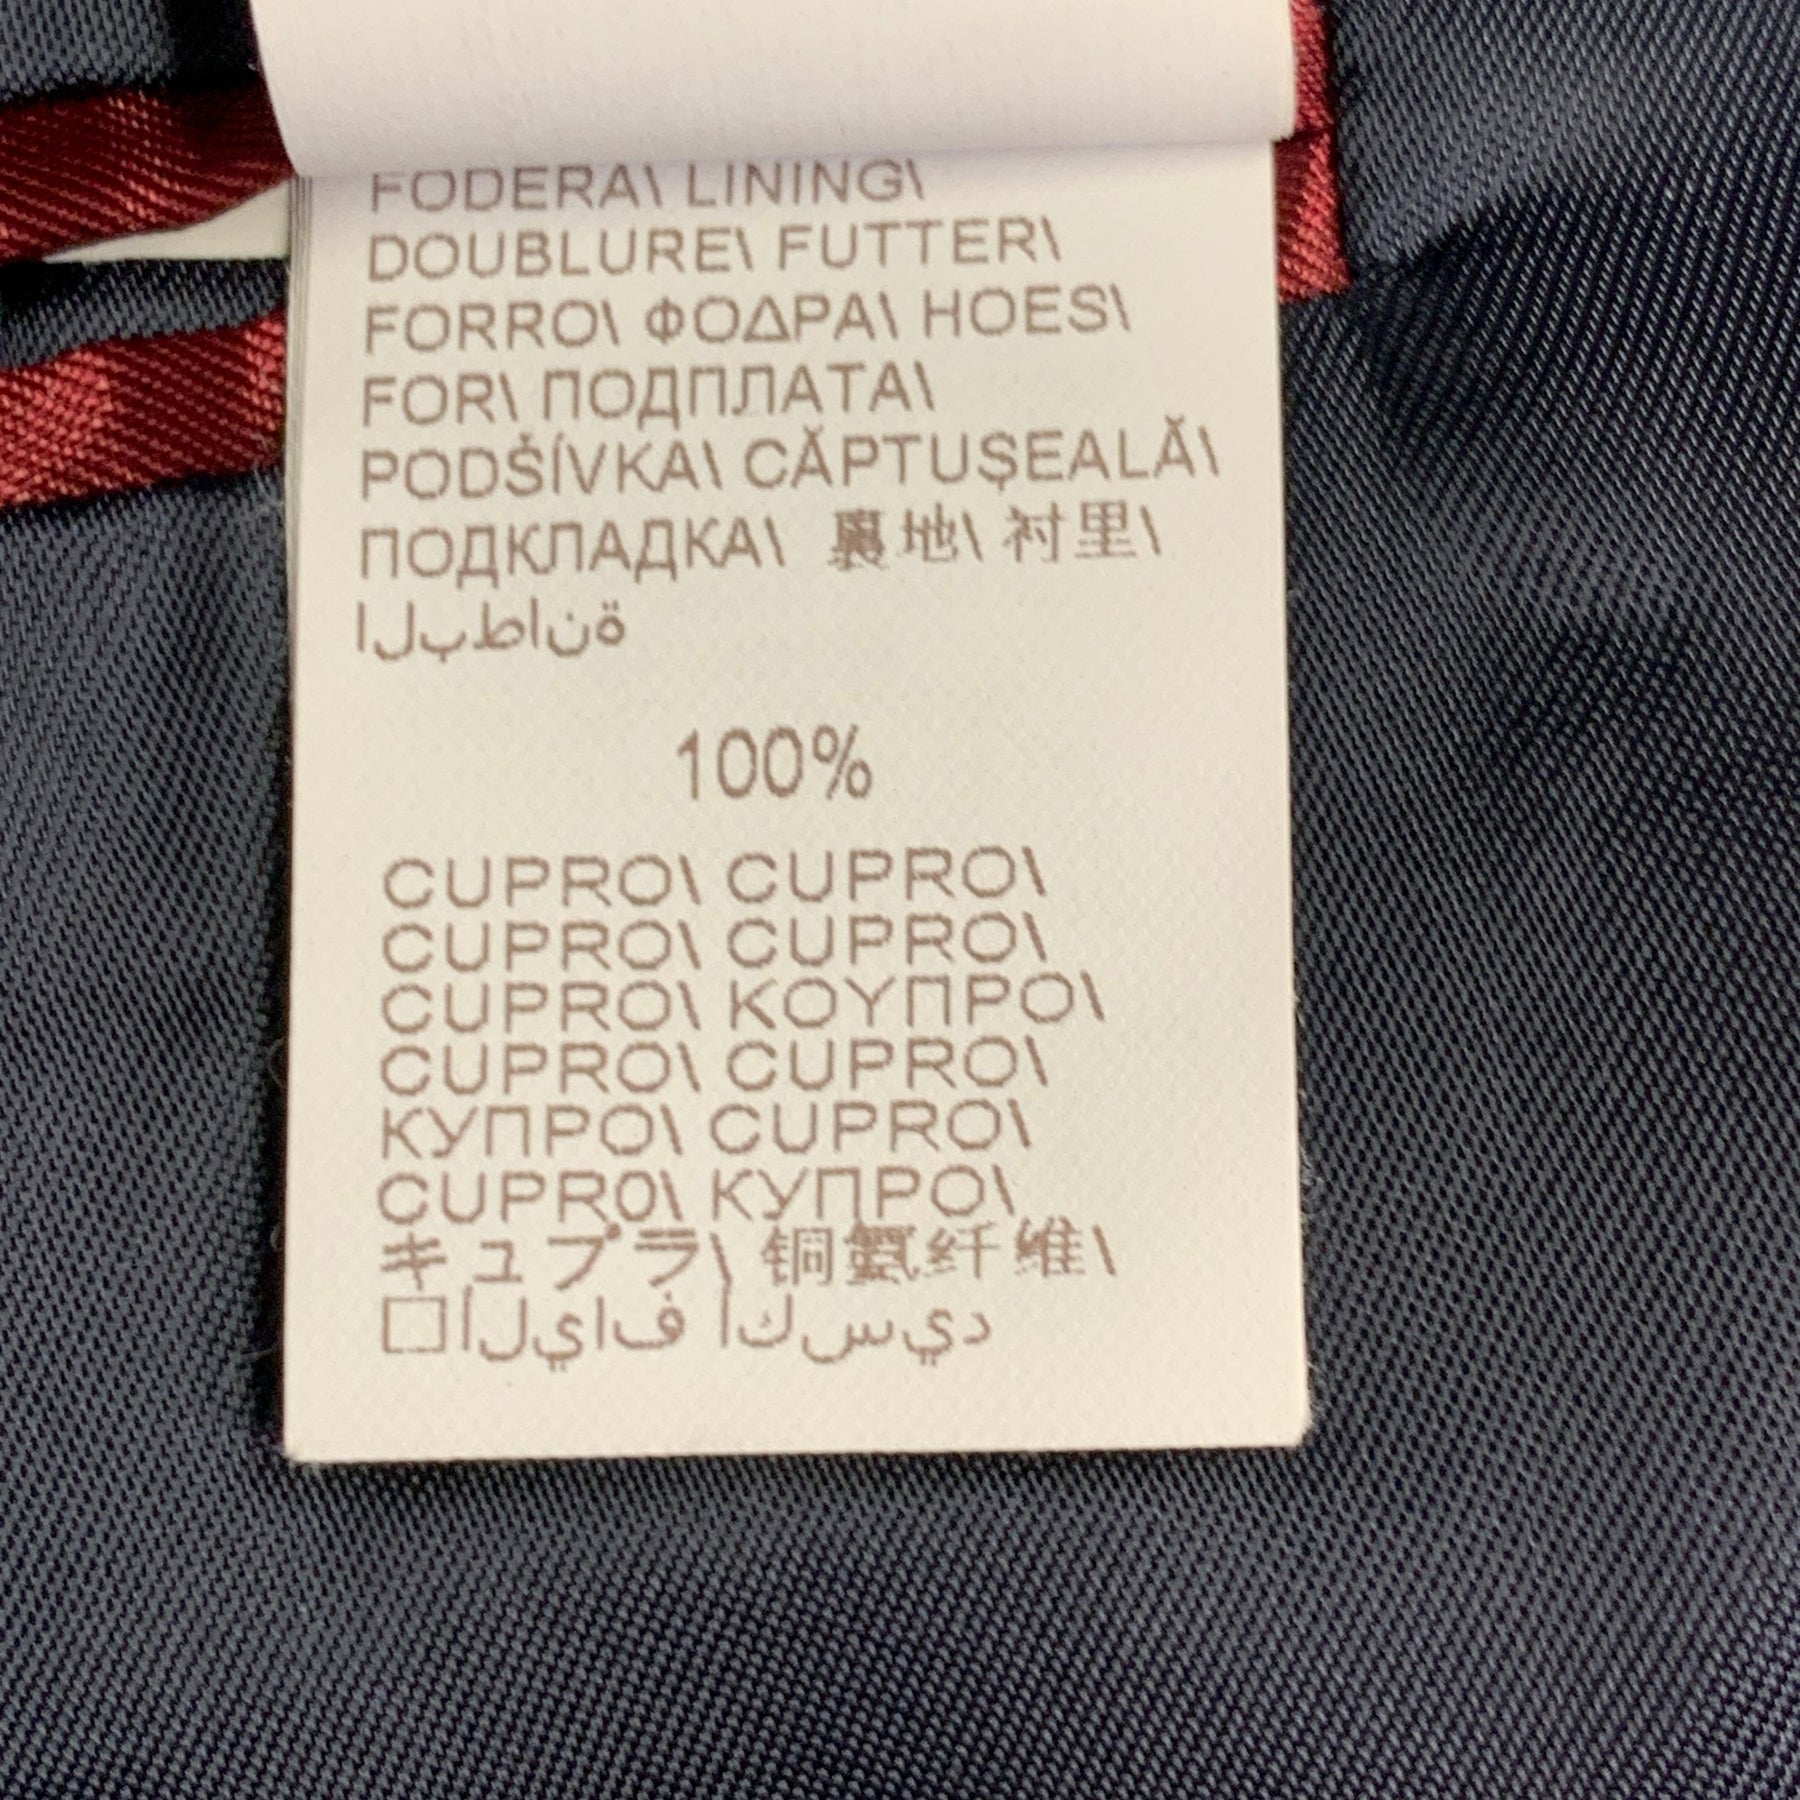 FODERA\ LINING\
DOUBLURE\ FUTTER\
FORRO\ ΦΟΔΡΑ\ HOES\
FOR\ ПОДПЛАТА\
PODŠÍVKA\ CĂPTUŞEALĂ\
ПОДКЛАДКА\ 裏地\ 衬里\
البطانة
100%
CUPRO\ CUPRO\
CUPRO\ CUPRO\
CUPRO\ ΚΟΥΠΡΟ\
CUPRO\ CUPRO\
КУПРО\ CUPRO\
CUPR0\ КУПРО\
キュプラ\ 铜氨纤维\
□ألياف أكسيد